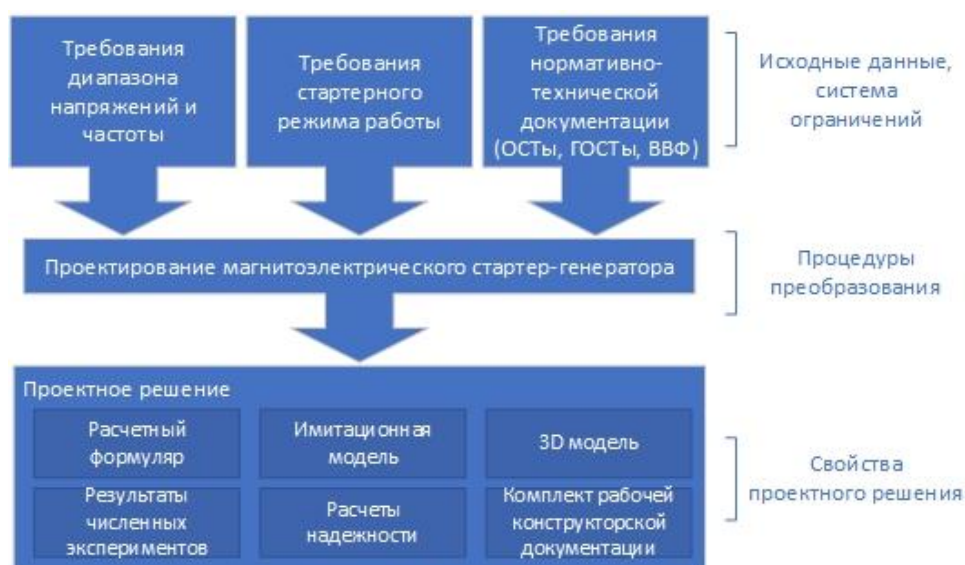 Требования
диапазона
напряжений и
частоты
Требования
стартерного
режима работы
Требования
нормативно-
технической
документации
(ОСТы, ГОСТы, ВВФ)
Исходные данные,
система
ограничений
Проектирование магнитоэлектрического стартер-генератора
Процедуры
преобразования
Проектное решение
Расчетный
формуляр
Имитационная
модель
3D модель
Результаты
численных
экспериментов
Расчеты
надежности
Комплект рабочей
конструкторской
документации
Свойства
проектного решения